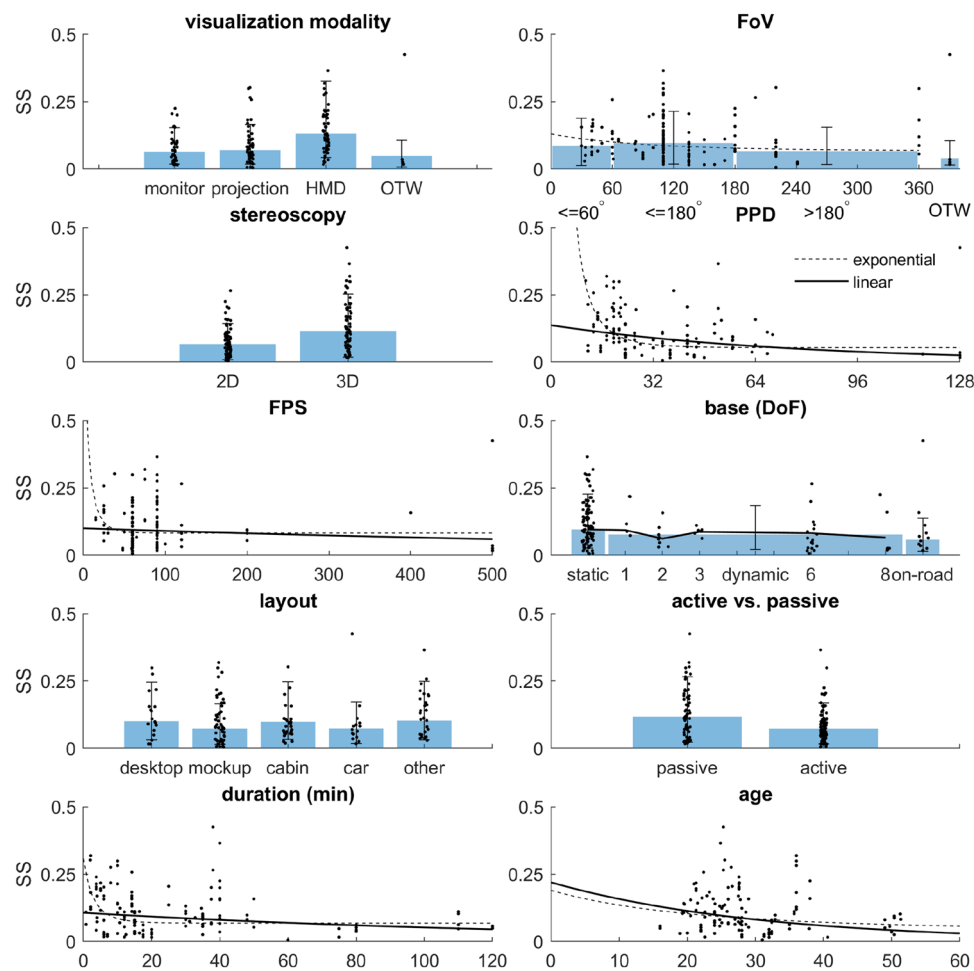 visualization modality
0.5
0.25
0
SS
monitor projection HMD OTW
FoV
0.5
0.25
0
0 60 120 180 240 300 360
<=60° <=180° >180° OTW
stereoscopy
0.5
0.25
0
SS
2D 3D
PPD
0.5
0.25
0
exponential
linear
0 32 64 96 128
FPS
0.5
0.25
0
SS
0 100 200 300 400 500
base (DoF)
0.5
0.25
0
static 1 2 3 dynamic 6 8on-road
layout
0.5
0.25
0
SS
desktop mockup cabin car other
active vs. passive
0.5
0.25
0
passive active
duration (min)
0.5
0.25
0
SS
0 20 40 60 80 100 120
age
0.5
0.25
0
0 10 20 30 40 50 60